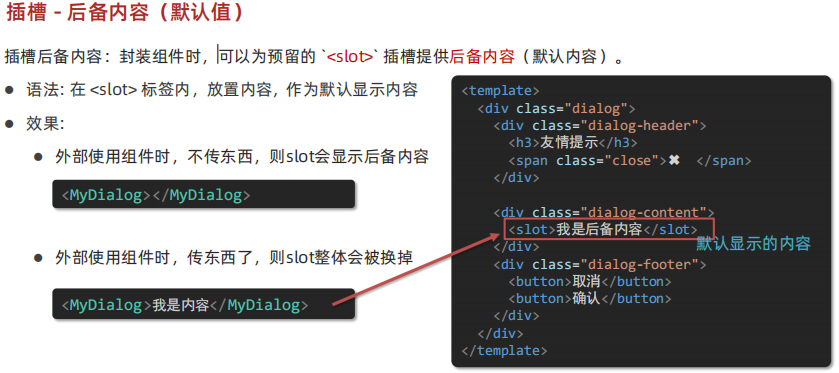 插槽 - 后备内容（默认值）
插槽后备内容：封装组件时，可以为预留的 `<slot>` 插槽提供后备内容（默认内容）。
● 语法: 在 <slot> 标签内，放置内容, 作为默认显示内容
● 效果:
● 外部使用组件时，不传东西，则slot会显示后备内容
<MyDialog></MyDialog>
● 外部使用组件时，传东西了，则slot整体会被换掉
<MyDialog>我是内容</MyDialog>
<template>
<div class="dialog">
<div class="dialog-header">
<h3>友情提示</h3>
<span class="close">✖ </span>
</div>
<div class="dialog-content">
<slot>我是后备内容</slot>
默认显示的内容
</div>
<div class="dialog-footer">
<button>取消</button>
<button>确认</button>
</div>
</div>
</template>